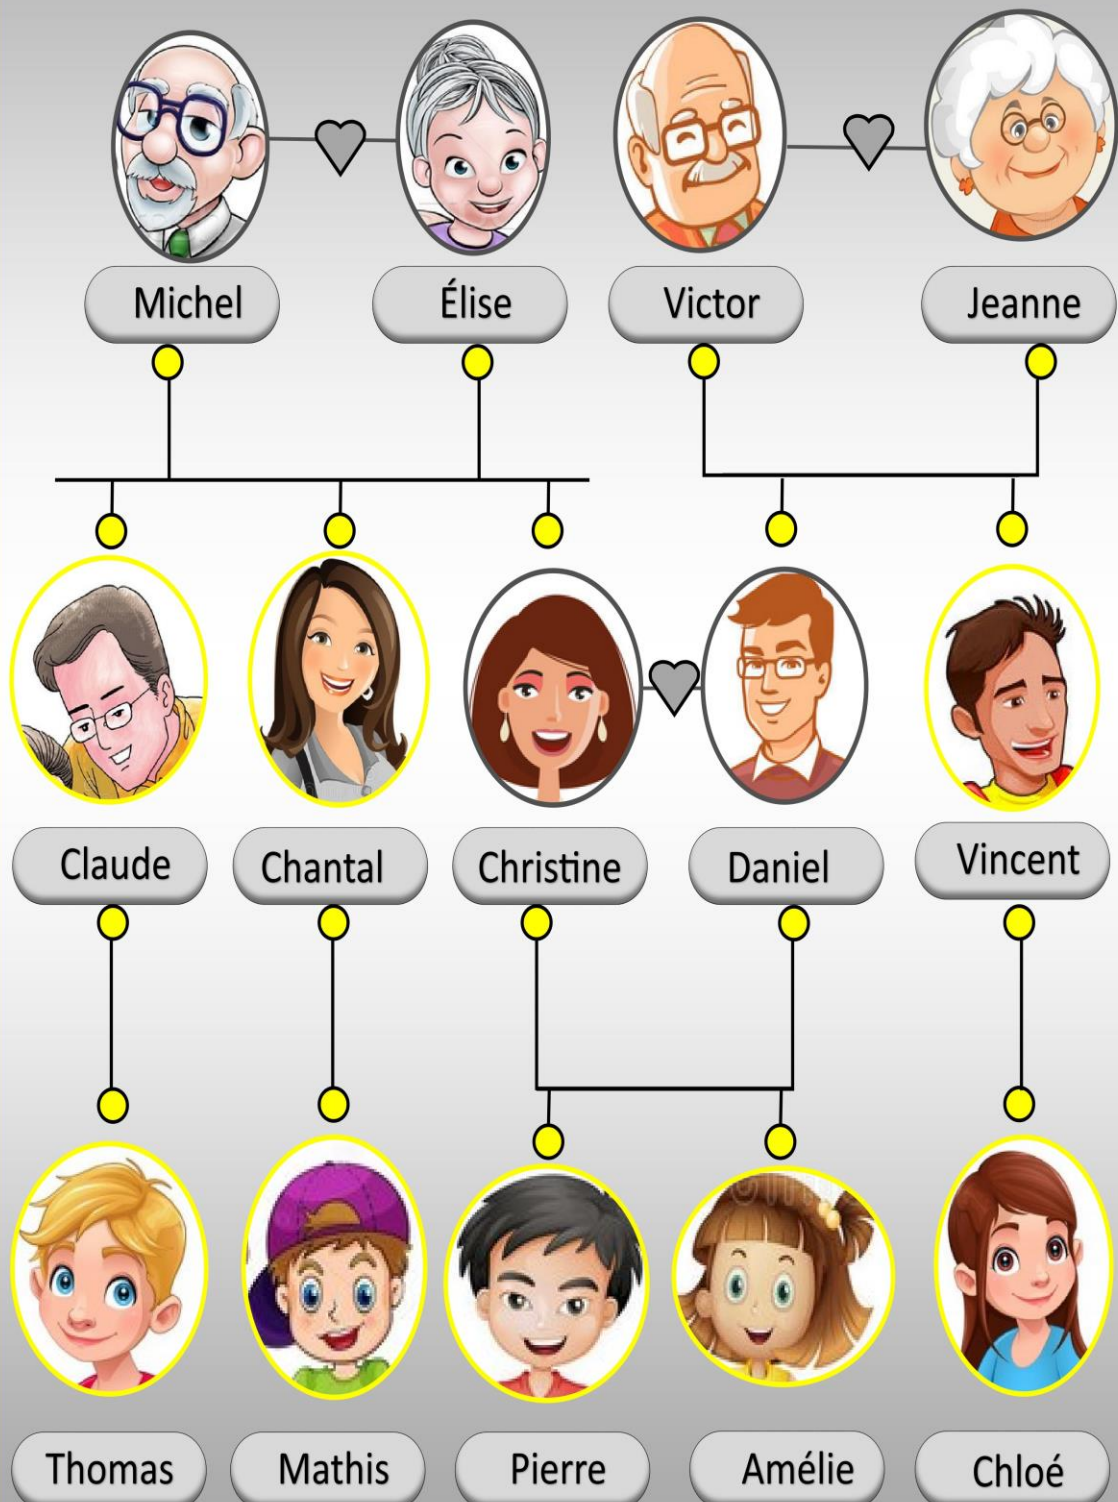 Michel Élise Victor Jeanne
Claude Chantal Christine Daniel Vincent
Thomas Mathis Pierre Amélie Chloé